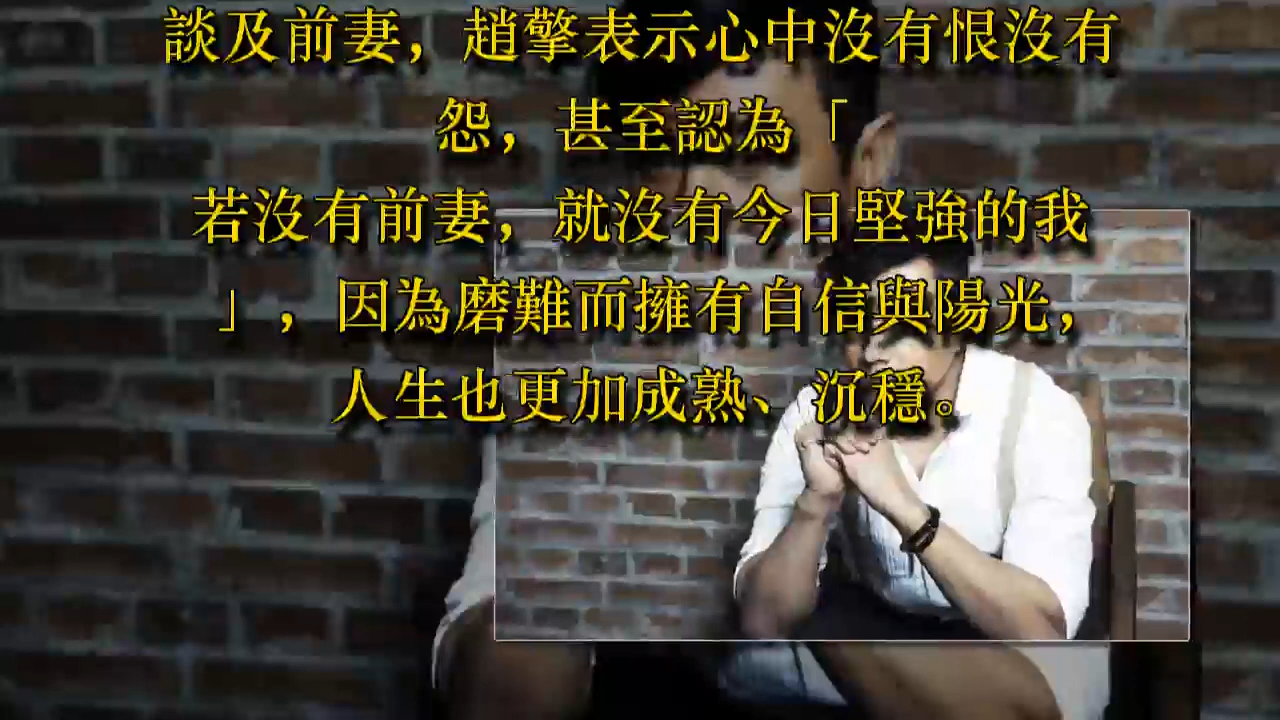 談及前妻，趙擎表示心中沒有恨沒有
怨，甚至認為「
若沒有前妻，就沒有今日堅強的我
」，因為磨難而擁有自信與陽光，
人生也更加成熟、沉穩。